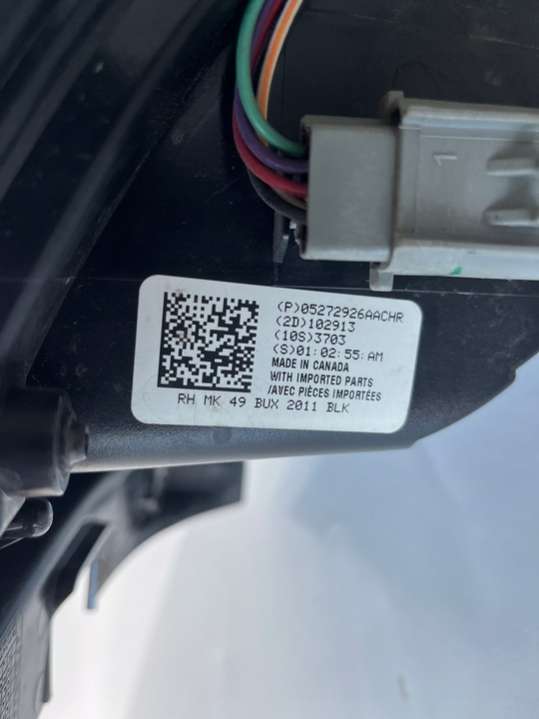 1
(P)05272926AACHR
(2D)102913
(10S)3703
(S)01:02:55:AM
MADE IN CANADA
WITH IMPORTED PARTS
/AVEC PIÈCES IMPORTÉES
RH MK 49 BUX 2011 BLK